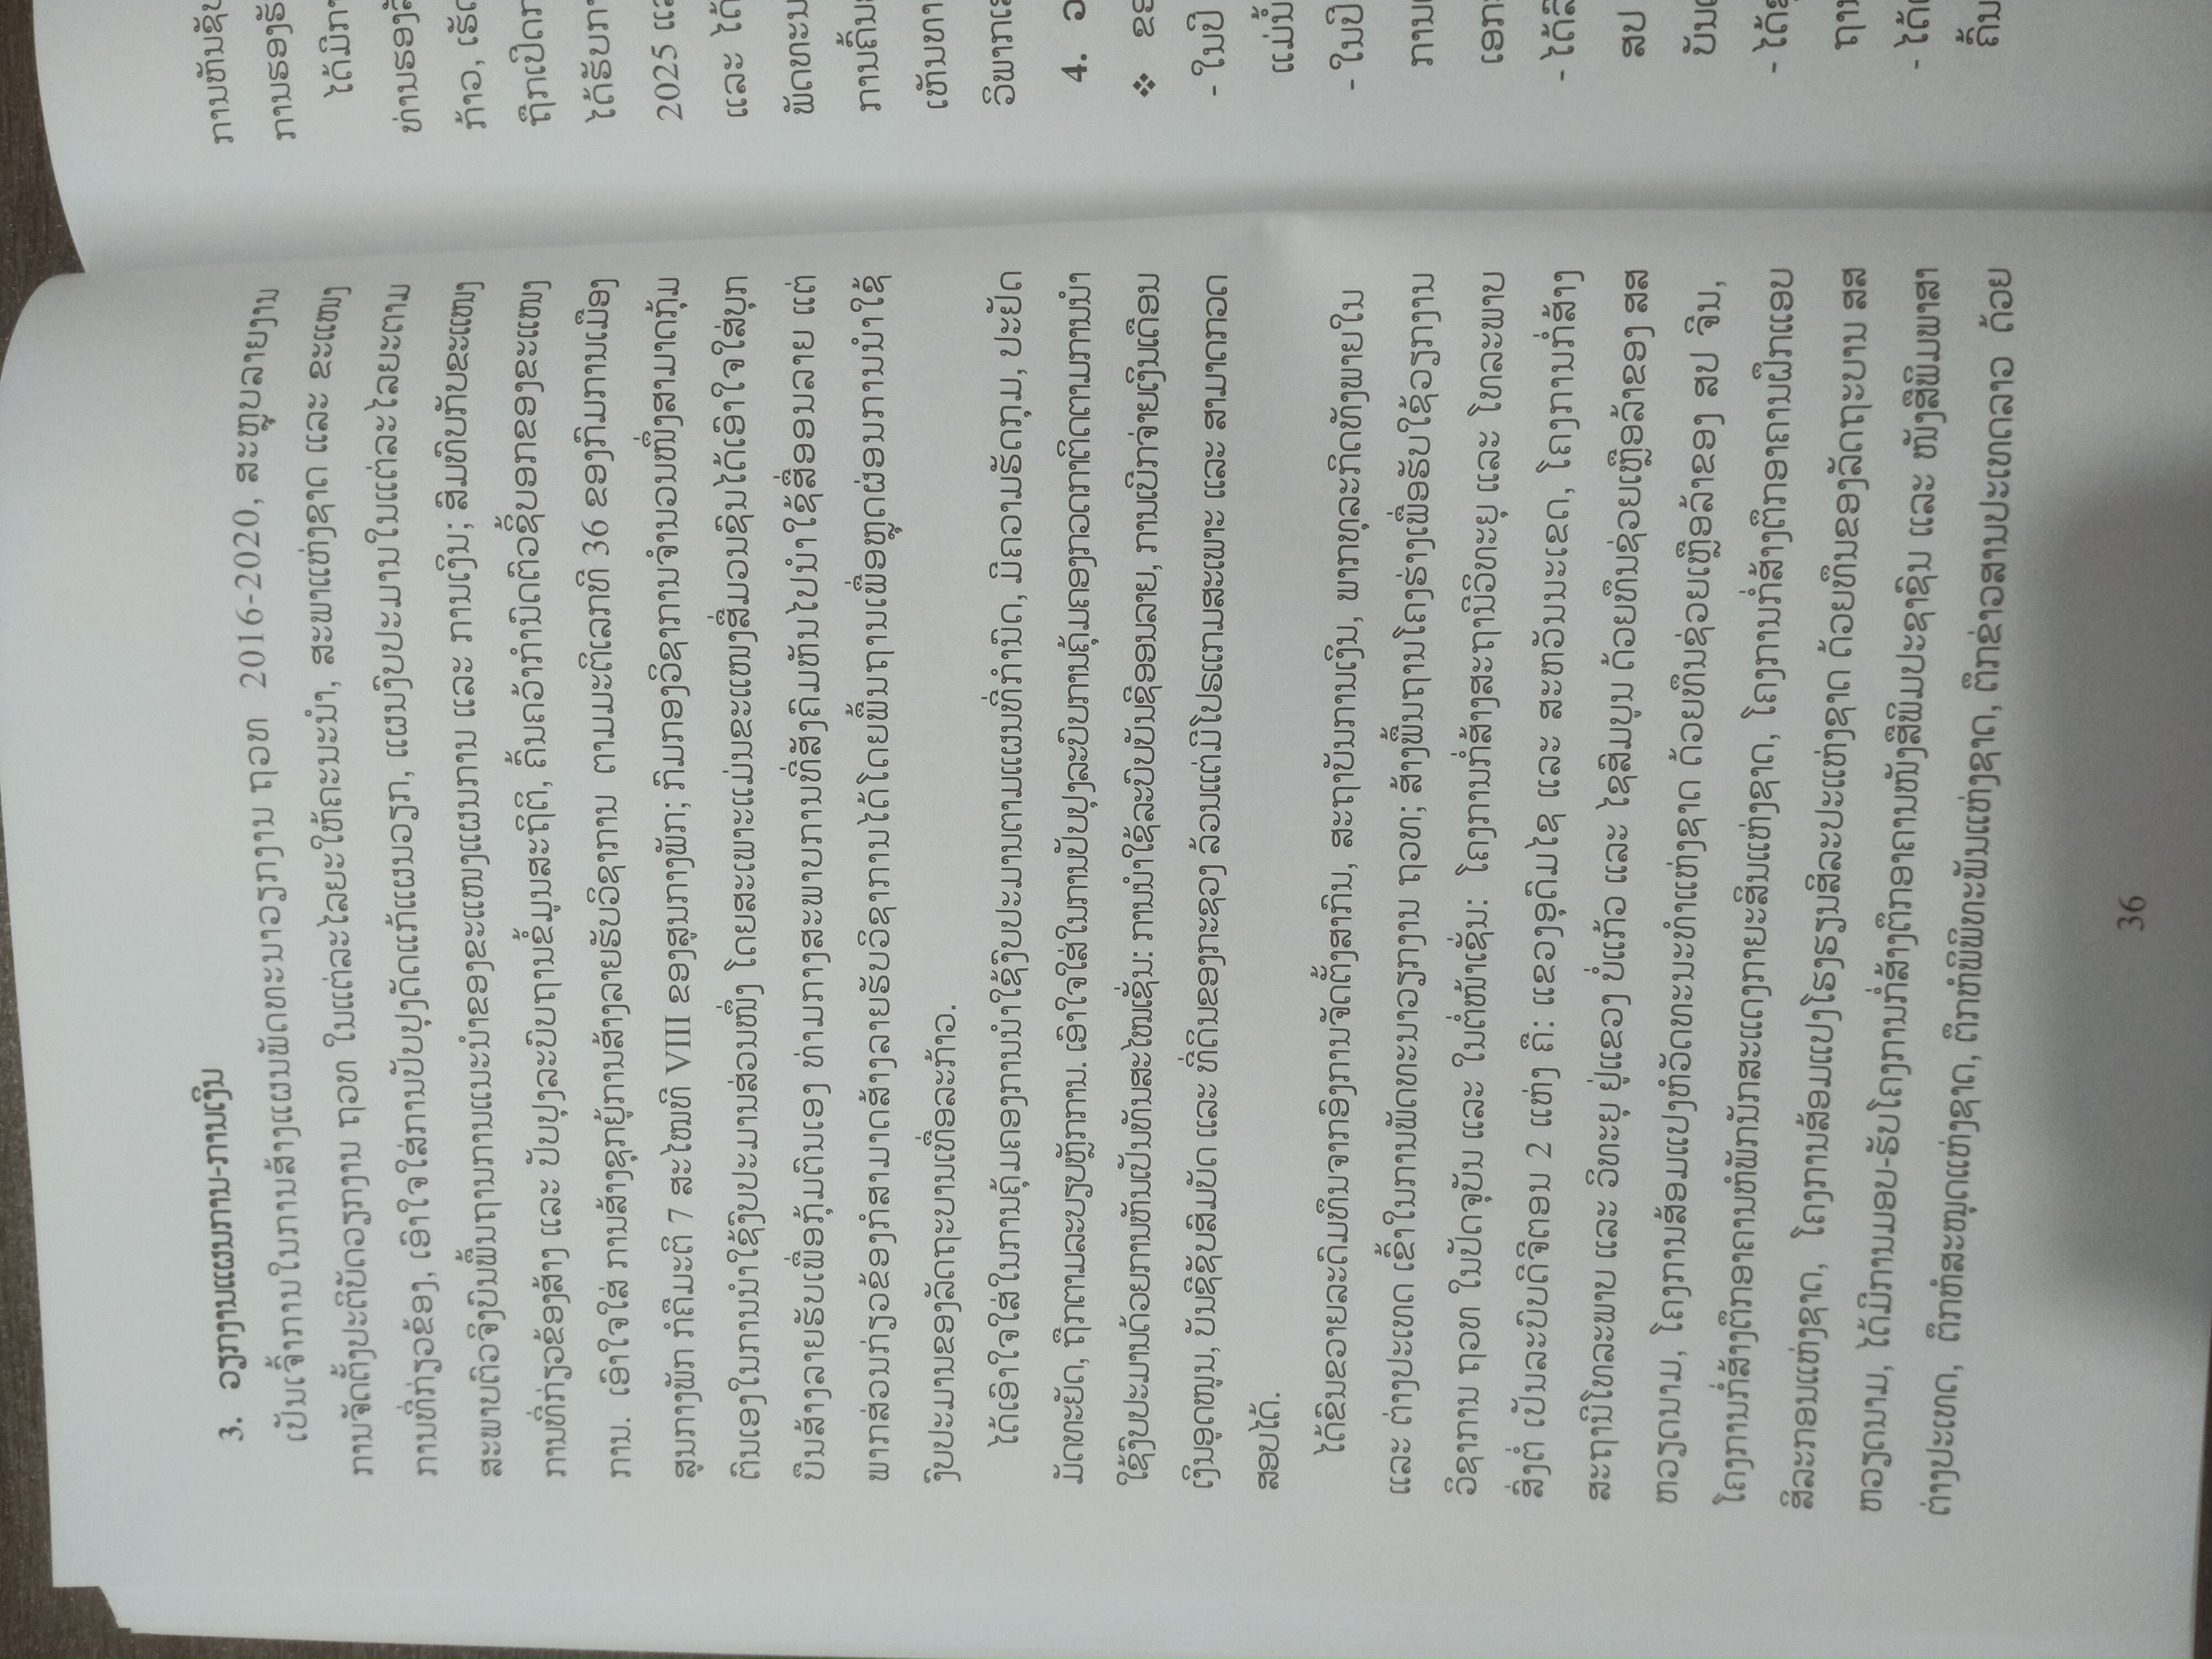 3. ວຽກງານແຜນການ-ການເງິນ
ເປັນເຈົ້າການໃນການສ້າງແຜນພັດທະນາວຽກງານ ຖວທ 2016-2020, ສະຫຼຸບລາຍງານ
ການຈັດຕັ້ງປະຕິບັດວຽກງານ ຖວທ ໃນແຕ່ລະໄລຍະໃຫ້ຄະນະນໍາ, ສະພາແຫ່ງຊາດ ແລະ ຂະແໜງ
ການທີ່ກ່ຽວຂ້ອງ, ເອົາໃຈໃສ່ການປັບປຸງດັດແກ້ແຜນວຽກ, ແຜນງົບປະມານໃນແຕ່ລະໄລຍະຕາມ
ສະພາບຕົວຈິງບົນພື້ນຖານການແນະນໍາຂອງຂະແໜງແຜນການ ແລະ ການເງິນ; ສົມທົບກັບຂະແໜງ
ການທີ່ກ່ຽວຂ້ອງສ້າງ ແລະ ປັບປຸງລະບົບຖານຂໍ້ມູນສະຖິຕິ, ຄົ້ນຄວ້າກໍານົດຕົວຊີ້ບອກຂອງຂະແໜງ
ການ. ເອົາໃຈໃສ່ ການສ້າງຊຸກຍູ້ການສ້າງລາຍຮັບວິຊາການ ຕາມມະຕິເລກທີ 36 ຂອງກົມການເມືອງ
ສູນກາງພັກ ກໍຄືມະຕິ 7 ສະໄໝທີ VIII ຂອງສູນກາງພັກ; ກົມກອງວິຊາການຈໍານວນໜຶ່ງສາມາດກຸ້ມ
ຕົນເອງໃນການນໍາໃຊ້ງົບປະມານສ່ວນໜຶ່ງ ໂດຍສະເພາະແມ່ນຂະແໜງສື່ມວນຊົນໄດ້ເອົາໃຈໃສ່ບຸກ
ບືນສ້າງລາຍຮັບເພື່ອກຸ້ມຕົນເອງ ທ່າມກາງສະພາບການທີ່ສັງຄົມຫັນໄປນໍາໃຊ້ສື່ອອນລາຍ ແຕ່
ພາກສ່ວນກ່ຽວຂ້ອງກໍສາມາດສ້າງລາຍຮັບວິຊາການໄດ້ໂດຍພື້ນຖານເພື່ອຫຼຸດຜ່ອນການນໍາໃຊ້
ງົບປະມານຂອງລັດຖະບານເທື່ອລະກ້າວ.
ໄດ້ເອົາໃຈໃສ່ໃນການຄຸ້ມຄອງການນໍາໃຊ້ງົບປະມານຕາມແຜນທີ່ກໍານົດ, ມີຄວາມຮັດກຸມ, ປະຢັດ
ມັດທະຍັດ, ຖືກຕາມລະບຽບຫຼັກການ. ເອົາໃຈໃສ່ໃນການປັບປຸງລະບົບການຄຸ້ມຄອງກວດກາຕິດຕາມການນໍາ
ໃຊ້ງົບປະມານດ້ວຍການຫັນເປັນທັນສະໄໝເຊັ່ນ: ການນໍາໃຊ້ລະບົບບັນຊີອອນລາຍ, ການເບີກຈ່າຍເງິນເດືອນ
ເງິນອຸດໜູນ, ບັນຊີຊັບສົມບັດ ແລະ ທີ່ດິນຂອງກະຊວງ ລ້ວນແຕ່ມີໂປຣແກມສະເພາະ ແລະ ສາມາດກວດ
ສອບໄດ້.
ໄດ້ຂົນຂວາຍລະດົມທຶນຈາກອົງການຈັດຕັ້ງສາກົນ, ສະຖາບັນການເງິນ, ພາກທຸລະກິດທັງພາຍໃນ
ແລະ ຕ່າງປະເທດ ເຂົ້າໃນການພັດທະນາວຽກງານ ຖວທ; ສ້າງພື້ນຖານໂຄງຮ່າງເພື່ອຮັບໃຊ້ວຽກງານ
ວິຊາການ ຖວທ ໃນປັດຈຸບັນ ແລະ ໃນຕໍ່ໜ້າເຊັ່ນ: ໂຄງການກໍ່ສ້າງສະຖານີວິທະຍຸ ແລະ ໂທລະພາບ
ສົ່ງຕໍ່ ເປັນລະບົບດິຈິຕອນ 2 ແຫ່ງ ຄື: ແຂວງອຸດົມໄຊ ແລະ ສະຫວັນນະເຂດ, ໂຄງການກໍ່ສ້າງ
ສະຖານີໂທລະພາບ ແລະ ວິທະຍຸ ຢູ່ແຂວງ ບໍ່ແກ້ວ ແລະ ໄຊສົມບູນ ດ້ວຍທຶນຊ່ວຍເຫຼືອລ້າຂອງ ສສ
ຫວຽດນາມ, ໂຄງການສ້ອມແປງຫໍວັດທະນະທໍາແຫ່ງຊາດ ດ້ວຍທຶນຊ່ວຍເຫຼືອລ້າຂອງ ສປ ຈີນ,
ໂຄງການກໍ່ສ້າງຕຶກອາຄານຫໍພັກນັກສະແດງກາຍະສິນແຫ່ງຊາດ, ໂຄງການກໍ່ສ້າງຕຶກອາຄານຝຶກແອບ
ສິລະກອນແຫ່ງຊາດ, ໂຄງການສ້ອມແປງໂຮງຮຽນສິລະປະແຫ່ງຊາດ ດ້ວຍທຶນຂອງລັດຖະບານ ສສ
ຫວຽດນາມ, ໄດ້ມີການມອບ-ຮັບໂຄງການກໍ່ສ້າງຕຶກອາຄານໜັງສືພິມປະຊາຊົນ ແລະ ໜັງສືພິມພາສາ
ຕ່າງປະເທດ, ຕຶກຫໍສະໝຸດແຫ່ງຊາດ, ຕຶກຫໍພິພິທະພັນແຫ່ງຊາດ, ຕຶກຂ່າວສານປະເທດລາວ ດ້ວຍ
36
ການຫັນຊັບ
ການຮອງຮັ
ໄດ້ມີກາ
ກ້າວ, ເຮັດ
ຖືກເປີດກ
ໄດ້ຮັບກາ
2025 ແລ
ແລະ ໄດ້
ພັດທະນ
ເຫັນທາ
ວິພາກເ
4. ວ
❖ ຂະ
- ໃນປີ
ແມ່ນ
- ໃນປີ
ການ
ເອກ
- ໄດ້
ສປ
ບັນ
- ໄດ້
ຖາ
- ໄດ້
ຄົ້ນ